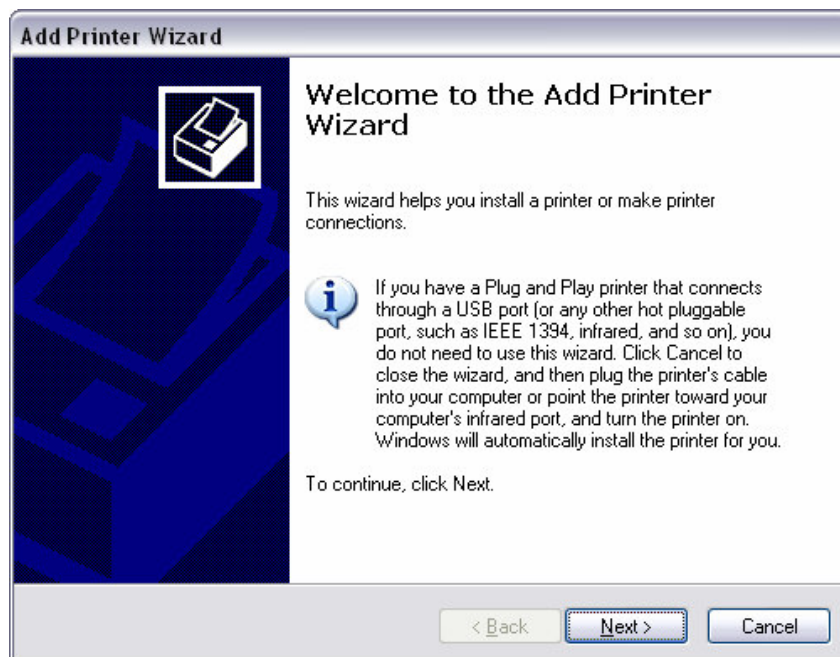 Add Printer Wizard
Welcome to the Add Printer
Wizard
This wizard helps you install a printer or make printer
connections.
If you have a Plug and Play printer that connects
through a USB port (or any other hot pluggable
port, such as IEEE 1394, infrared, and so on), you
do not need to use this wizard. Click Cancel to
close the wizard, and then plug the printer's cable
into your computer or point the printer toward your
computer's infrared port, and turn the printer on.
Windows will automatically install the printer for you.
To continue, click Next.
< Back Next > Cancel